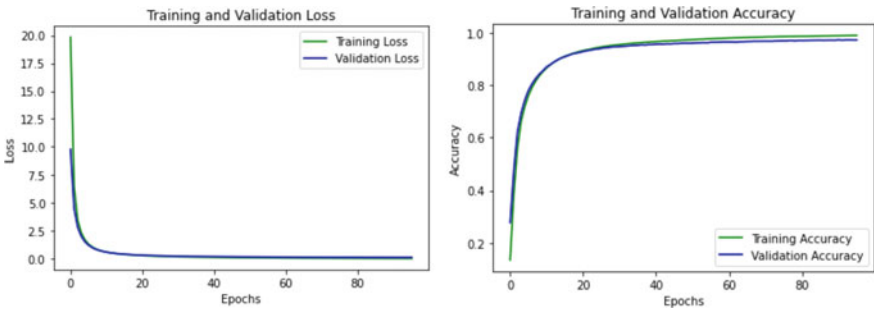 Training and Validation Loss
20.0
17.5
15.0
12.5
10.0
7.5
5.0
2.5
0.0
Loss
Training Loss
Validation Loss
0
20
40
60
80
Epochs
Training and Validation Accuracy
1.0
0.8
0.6
0.4
0.2
Accuracy
Training Accuracy
Validation Accuracy
0
20
40
60
80
Epochs